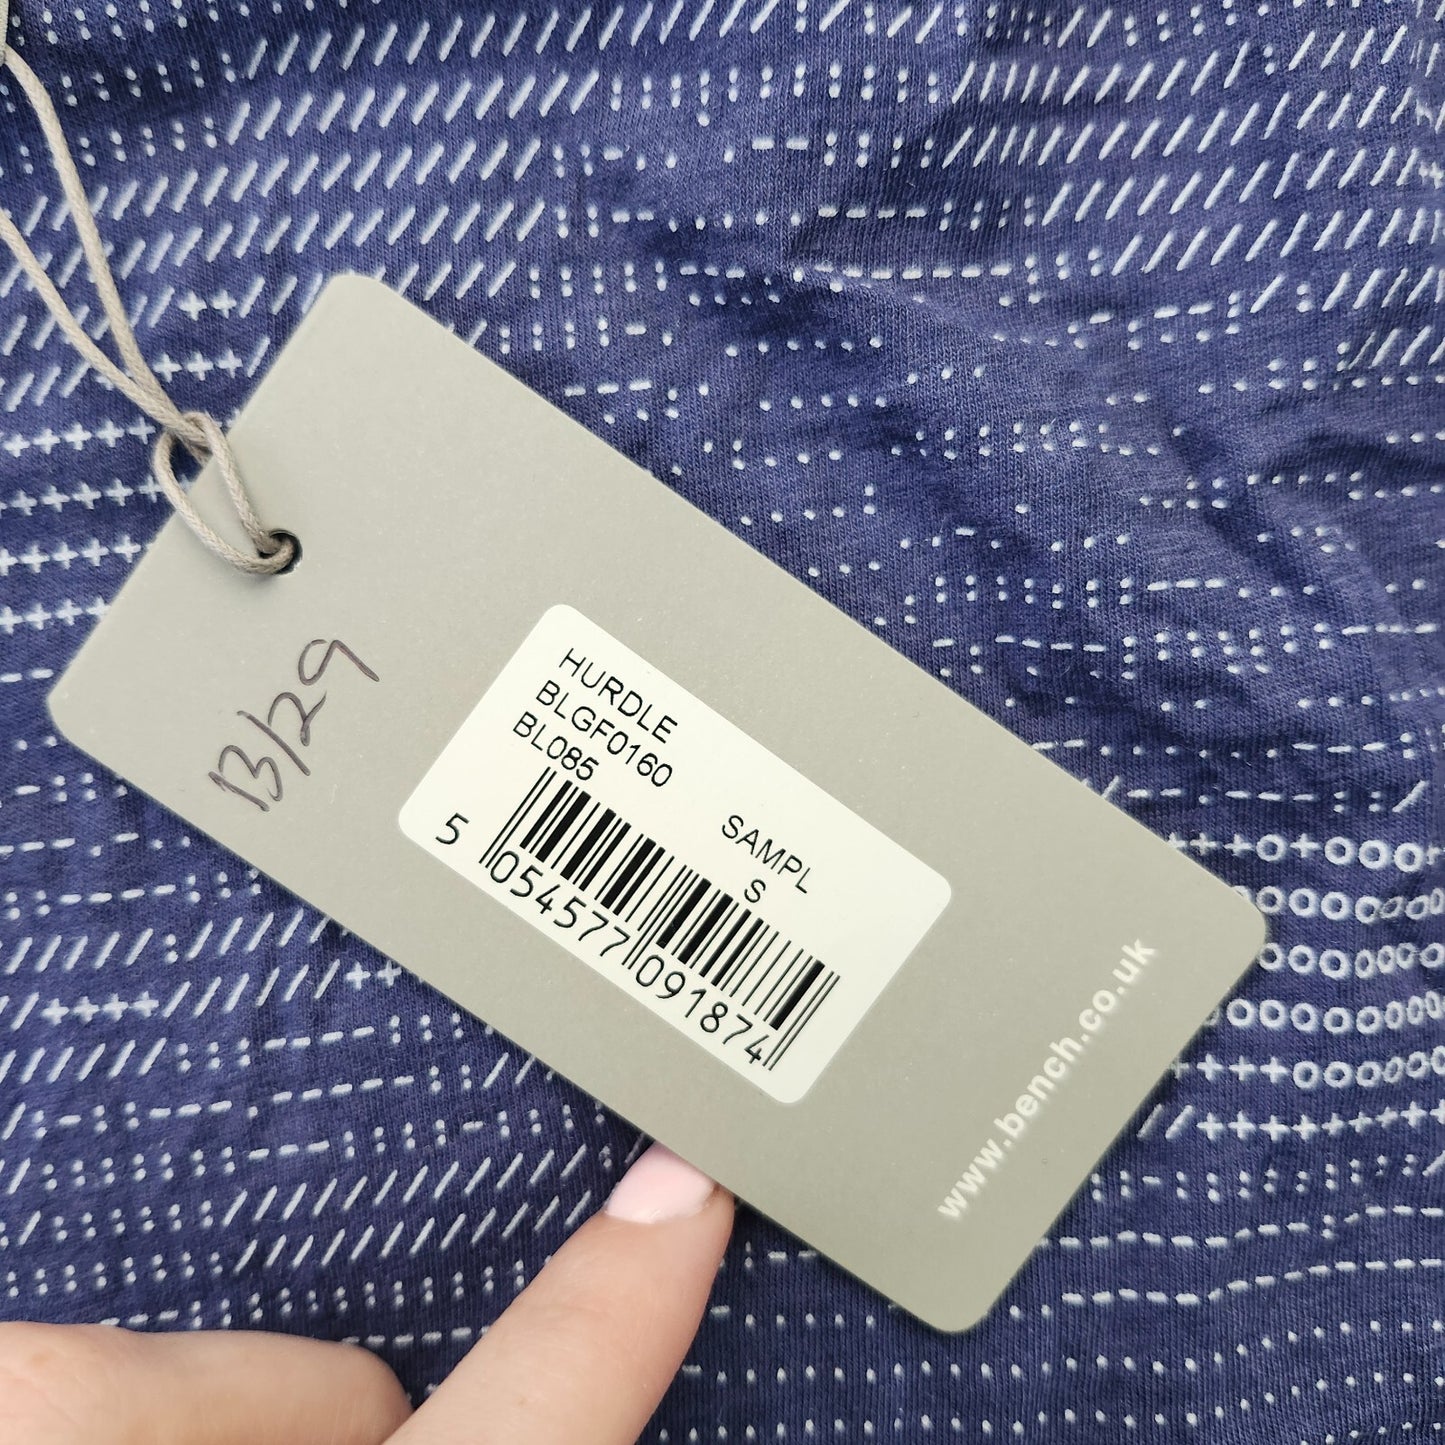 13/29
HURDLE
BLGF0160
BL085
SAMPL
S
5 054577 091874
www.bench.co.uk